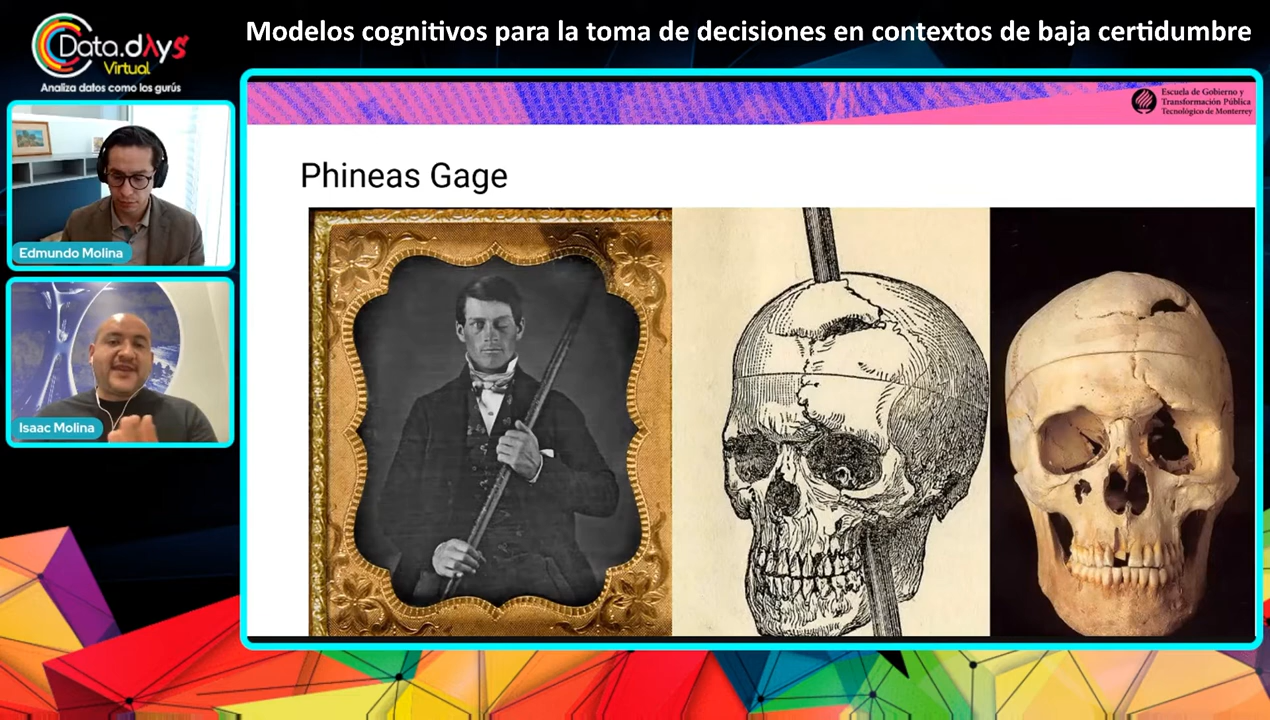 Data.dAys
Virtual
Analiza datos como los gurús
Modelos cognitivos para la toma de decisiones en contextos de baja certidumbre
Escuela de Gobierno y
Transformación Pública
Tecnológico de Monterrey
Phineas Gage
Edmundo Molina
Isaac Molina